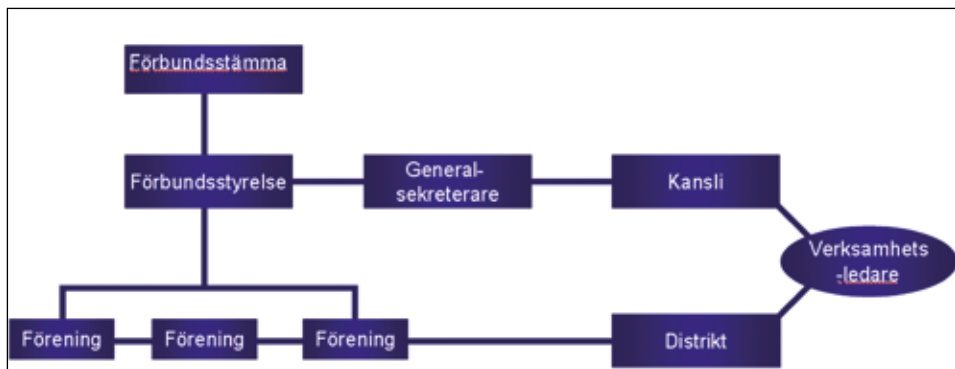 Förbundsstämma
Förbundsstyrelse
General-
sekreterare
Kansli
Verksamhets
-ledare
Förening
Förening
Förening
Distrikt